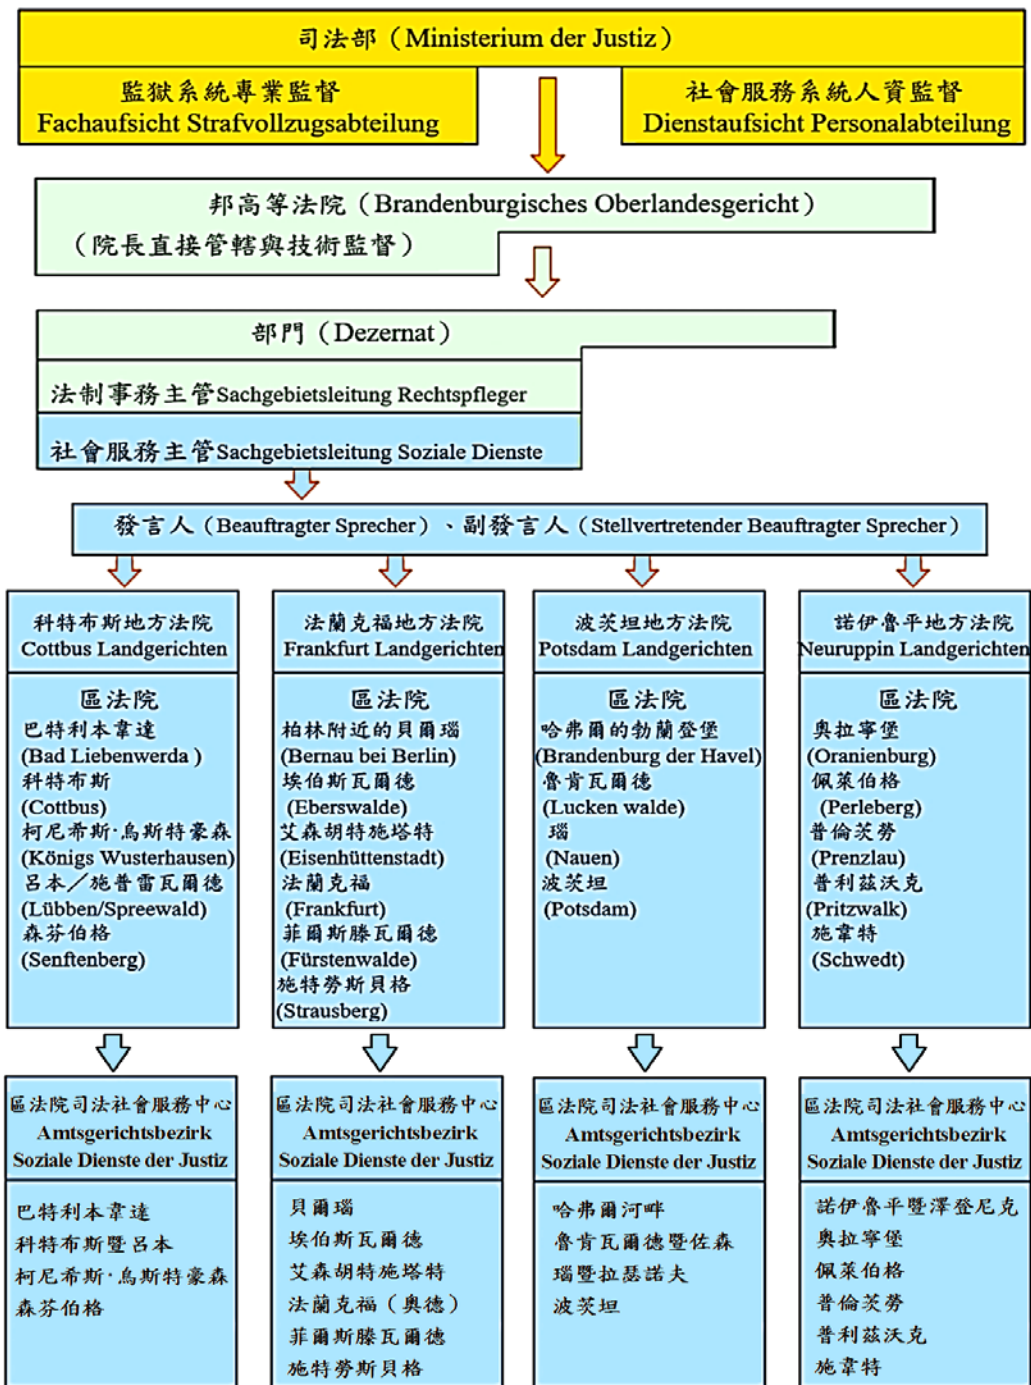 司法部（Ministerium der Justiz）
監獄系統專業監督
Fachaufsicht Strafvollzugsabteilung
社會服務系統人資監督
Dienstaufsicht Personalabteilung
邦高等法院（Brandenburgisches Oberlandesgericht）
（院長直接管轄與技術監督）
部門（Dezernat）
法制事務主管Sachgebietsleitung Rechtspfleger
社會服務主管Sachgebietsleitung Soziale Dienste
發言人（Beauftragter Sprecher）、副發言人（Stellvertretender Beauftragter Sprecher）
科特布斯地方法院
Cottbus Landgerichten
區法院
巴特利本韋達
(Bad Liebenwerda )
科特布斯
(Cottbus)
柯尼希斯·烏斯特豪森
(Königs Wusterhausen)
呂本／施普雷瓦爾德
(Lübben/Spreewald)
森芬伯格
(Senftenberg)
法蘭克福地方法院
Frankfurt Landgerichten
區法院
柏林附近的貝爾瑙
(Bernau bei Berlin)
埃伯斯瓦爾德
(Eberswalde)
艾森胡特施塔特
(Eisenhüttenstadt)
法蘭克福
(Frankfurt)
菲爾斯滕瓦爾德
(Fürstenwalde)
施特勞斯貝格
(Strausberg)
波茨坦地方法院
Potsdam Landgerichten
區法院
哈弗爾的勃蘭登堡
(Brandenburg der Havel)
魯肯瓦爾德
(Lucken walde)
瑙
(Nauen)
波茨坦
(Potsdam)
諾伊魯平地方法院
Neuruppin Landgerichten
區法院
奧拉寧堡
(Oranienburg)
佩萊伯格
(Perleberg)
普倫茨勞
(Prenzlau)
普利茲沃克
(Pritzwalk)
施韋特
(Schwedt)
區法院司法社會服務中心
Amtsgerichtsbezirk
Soziale Dienste der Justiz
巴特利本韋達
科特布斯暨呂本
柯尼希斯·烏斯特豪森
森芬伯格
區法院司法社會服務中心
Amtsgerichtsbezirk
Soziale Dienste der Justiz
貝爾瑙
埃伯斯瓦爾德
艾森胡特施塔特
法蘭克福（奧德）
菲爾斯滕瓦爾德
施特勞斯貝格
區法院司法社會服務中心
Amtsgerichtsbezirk
Soziale Dienste der Justiz
哈弗爾河畔
魯肯瓦爾德暨佐森
瑙暨拉瑟諾夫
波茨坦
區法院司法社會服務中心
Amtsgerichtsbezirk
Soziale Dienste der Justiz
諾伊魯平暨澤登尼克
奧拉寧堡
佩萊伯格
普倫茨勞
普利茲沃克
施韋特